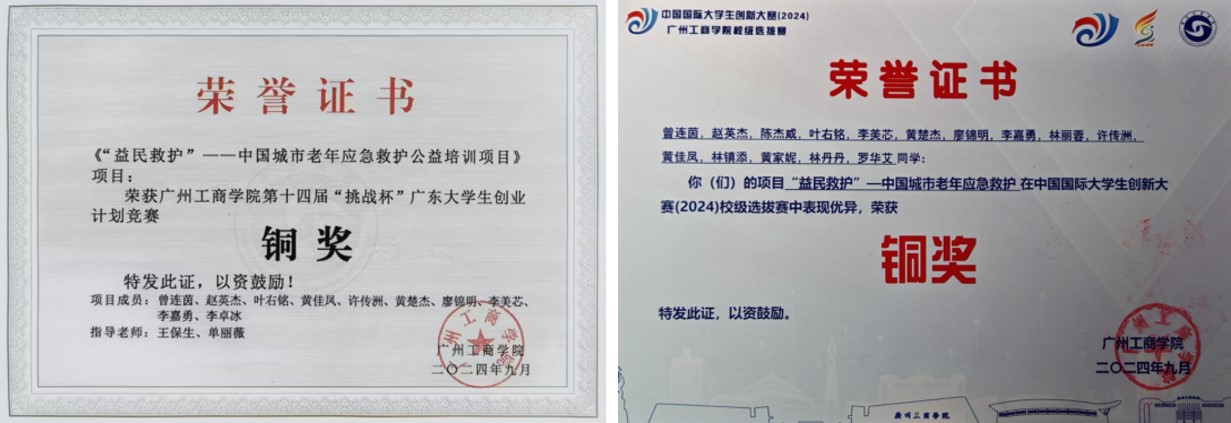 荣誉证书
《“益民救护”——中国城市老年应急救护公益培训项目》
项目：
荣获广州工商学院第十四届“挑战杯”广东大学生创业
计划竞赛
铜奖
特发此证，以资鼓励！
项目成员：曾连茵、赵英杰、叶右铭、黄佳凤、许传洲、黄楚杰、廖锦明、李美芯、
李嘉勇、李卓冰
指导老师：王保生、单丽薇
广州工商学院
二〇二四年九月
中国国际大学生创新大赛(2024)
广州工商学院校级选拔赛
荣誉证书
曾连茵，赵英杰，陈杰威，叶右铭，李美芯，黄楚杰，廖锦明，李嘉勇，林丽蓉，许传洲，
黄佳凤，林镇添，黄家妮，林丹丹，罗华艾 同学：
你（们）的项目“益民救护”—中国城市老年应急救护 在中国国际大学生创新大
赛(2024)校级选拔赛中表现优异，荣获
铜奖
特发此证，以资鼓励。
广州工商学院
二〇二四年九月
廣州工商學院